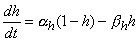 dh/dt = α_h(1 - h) - β_h h